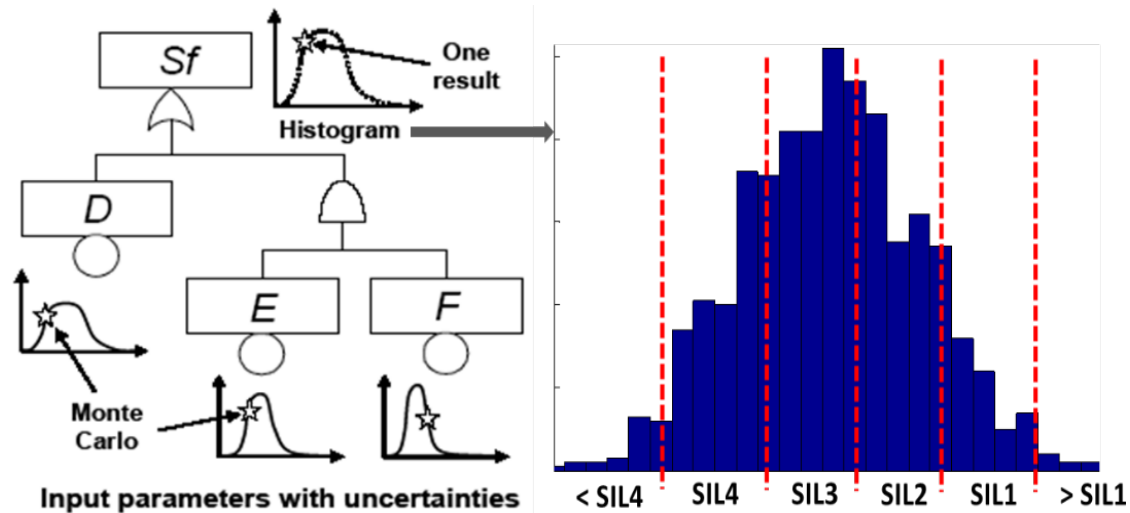 Sf
One
result
Histogram
D
E
F
Monte
Carlo
Input parameters with uncertainties
< SIL4
SIL4
SIL3
SIL2
SIL1
> SIL1